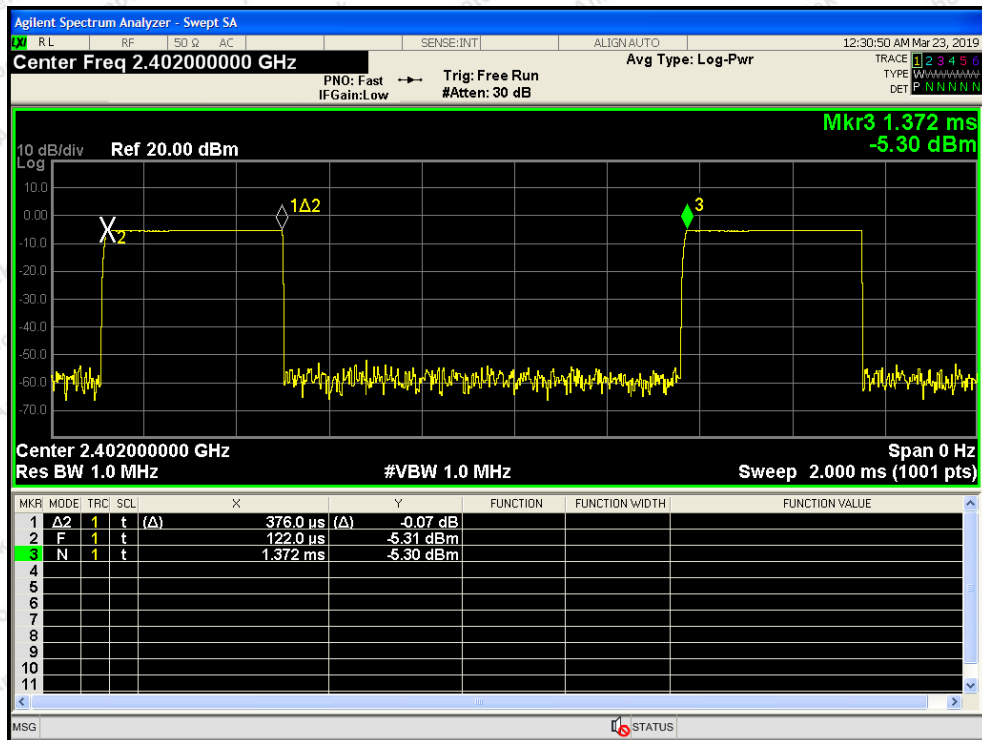 Agilent Spectrum Analyzer - Swept SA
LXI RL RF 50 Ω AC SENSE:INT ALIGN AUTO 12:30:50 AM Mar 23, 2019
Center Freq 2.402000000 GHz Avg Type: Log-Pwr TRACE 1 2 3 4 5 6
PNO: Fast Trig: Free Run TYPE WWWWWW
IFGain:Low #Atten: 30 dB DET P N N N N N
Mkr3 1.372 ms
10 dB/div Ref 20.00 dBm -5.30 dBm
Log
10.0
1Δ2 3
0.00
2
-10.0
-20.0
-30.0
-40.0
-50.0
-60.0
-70.0
Center 2.402000000 GHz Span 0 Hz
Res BW 1.0 MHz #VBW 1.0 MHz Sweep 2.000 ms (1001 pts)
MKR MODE TRC SCL X Y FUNCTION FUNCTION WIDTH FUNCTION VALUE
1 Δ2 1 t (Δ) 376.0 µs (Δ) -0.07 dB
2 F 1 t 122.0 µs -5.31 dBm
3 N 1 t 1.372 ms -5.30 dBm
4
5
6
7
8
9
10
11
MSG STATUS